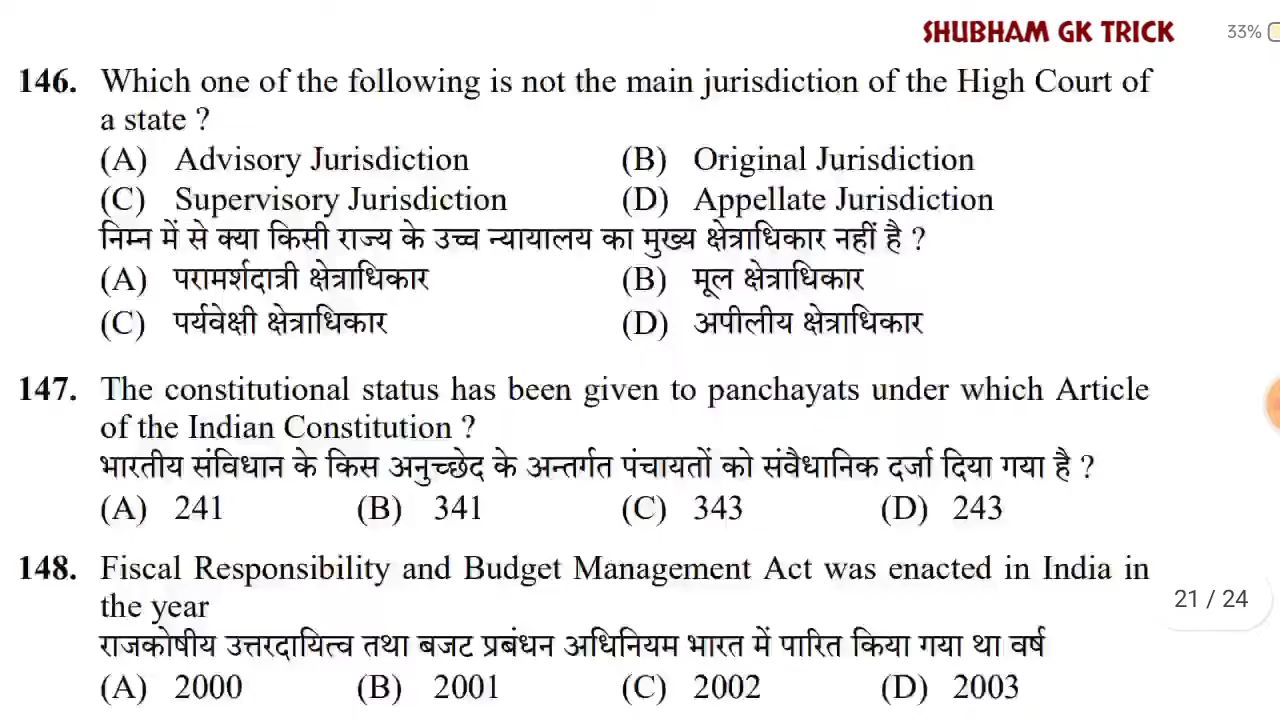 SHUBHAM GK TRICK
33%
146. Which one of the following is not the main jurisdiction of the High Court of
a state ?
(A) Advisory Jurisdiction (B) Original Jurisdiction
(C) Supervisory Jurisdiction (D) Appellate Jurisdiction
निम्न में से क्या किसी राज्य के उच्च न्यायालय का मुख्य क्षेत्राधिकार नहीं है ?
(A) परामर्शदात्री क्षेत्राधिकार (B) मूल क्षेत्राधिकार
(C) पर्यवेक्षी क्षेत्राधिकार (D) अपीलीय क्षेत्राधिकार
147. The constitutional status has been given to panchayats under which Article
of the Indian Constitution ?
भारतीय संविधान के किस अनुच्छेद के अन्तर्गत पंचायतों को संवैधानिक दर्जा दिया गया है ?
(A) 241 (B) 341 (C) 343 (D) 243
148. Fiscal Responsibility and Budget Management Act was enacted in India in
the year
21 / 24
राजकोषीय उत्तरदायित्व तथा बजट प्रबंधन अधिनियम भारत में पारित किया गया था वर्ष
(A) 2000 (B) 2001 (C) 2002 (D) 2003